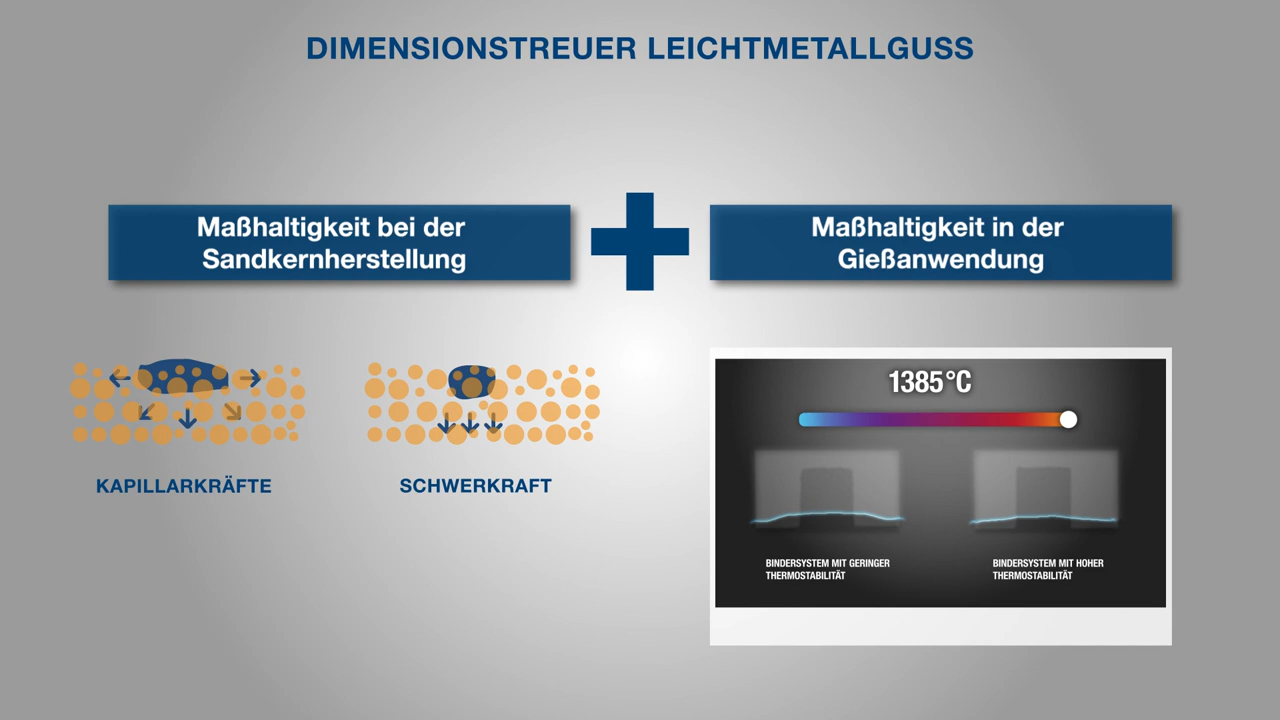 DIMENSIONSTREUER LEICHTMETALLGUSS
Maßhaltigkeit bei der
Sandkernherstellung
Maßhaltigkeit in der
Gießanwendung
KAPILLARKRÄFTE
SCHWERKRAFT
1385°C
BINDERSYSTEM MIT GERINGER
THERMOSTABILITÄT
BINDERSYSTEM MIT HOHER
THERMOSTABILITÄT